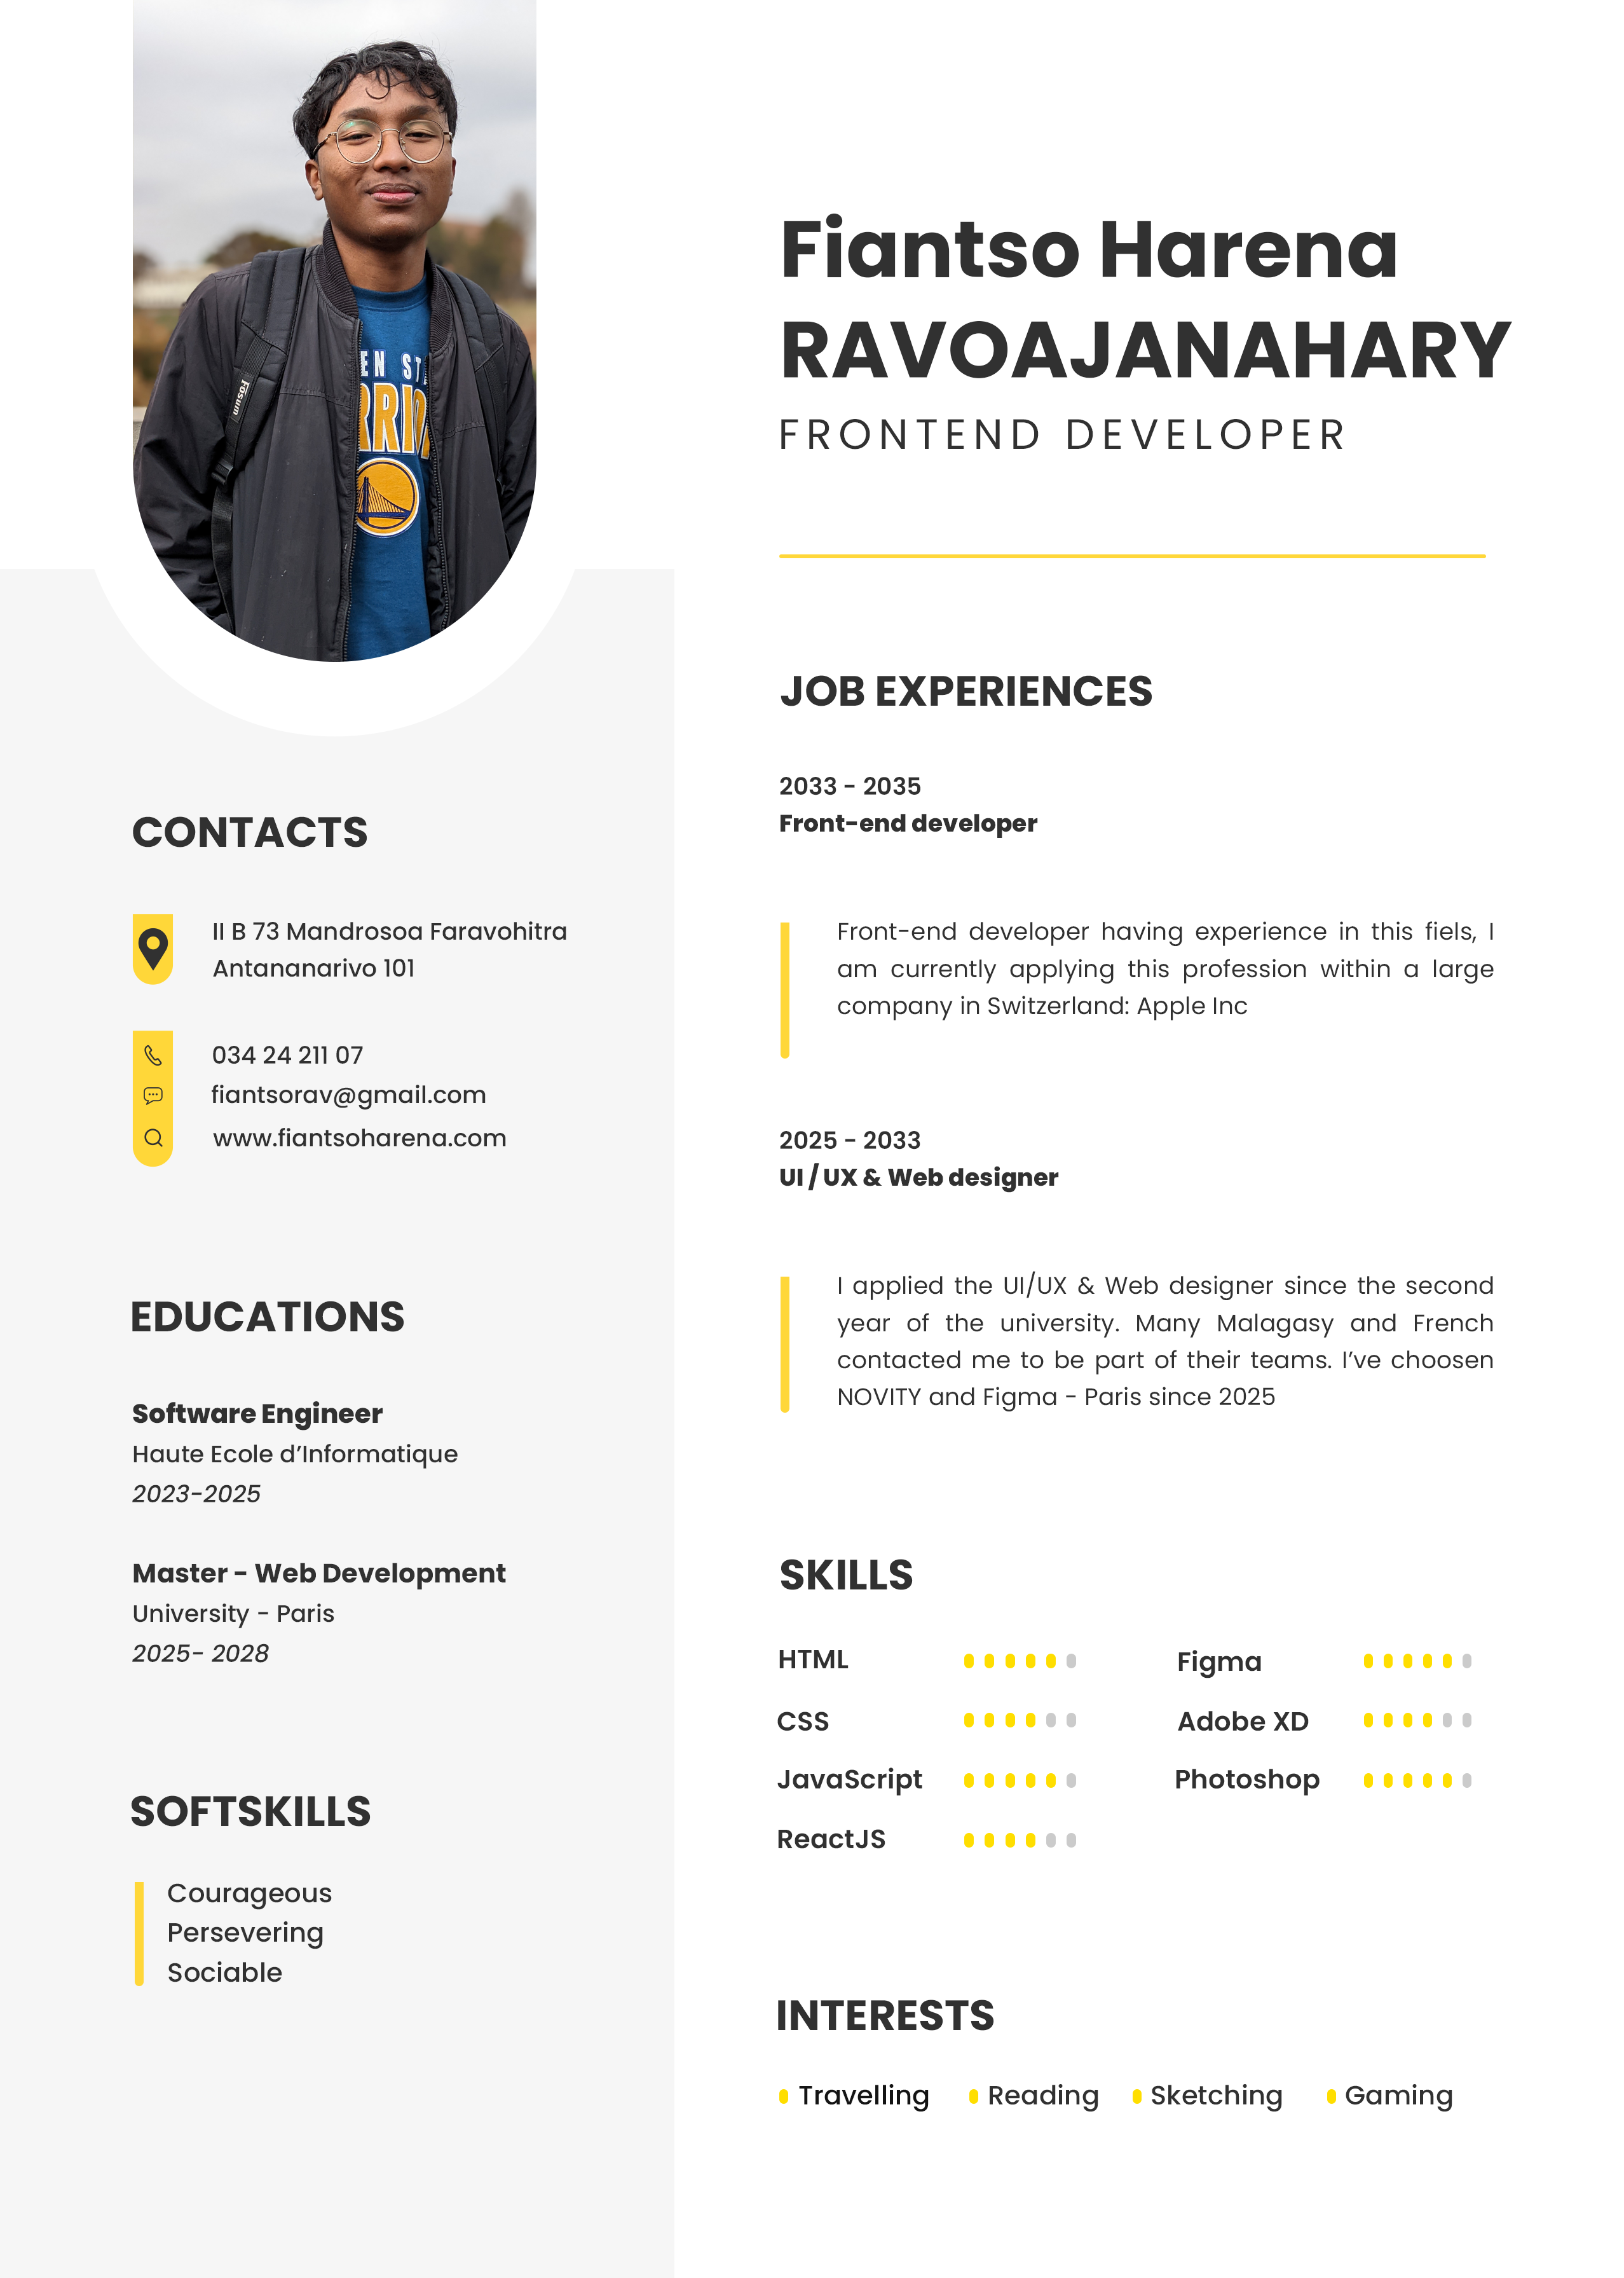 EN ST
RRIO
Fosum
Fiantso Harena
RAVOAJANAHARY
FRONTEND DEVELOPER
CONTACTS
II B 73 Mandrosoa Faravohitra
Antananarivo 101
034 24 211 07
fiantsorav@gmail.com
www.fiantsoharena.com
EDUCATIONS
Software Engineer
Haute Ecole d’Informatique
2023-2025
Master - Web Development
University - Paris
2025- 2028
SOFTSKILLS
Courageous
Persevering
Sociable
JOB EXPERIENCES
2033 - 2035
Front-end developer
Front-end developer having experience in this fiels, I
am currently applying this profession within a large
company in Switzerland: Apple Inc
2025 - 2033
UI / UX & Web designer
I applied the UI/UX & Web designer since the second
year of the university. Many Malagasy and French
contacted me to be part of their teams. I’ve choosen
NOVITY and Figma - Paris since 2025
SKILLS
HTML
CSS
JavaScript
ReactJS
Figma
Adobe XD
Photoshop
INTERESTS
Travelling
Reading
Sketching
Gaming